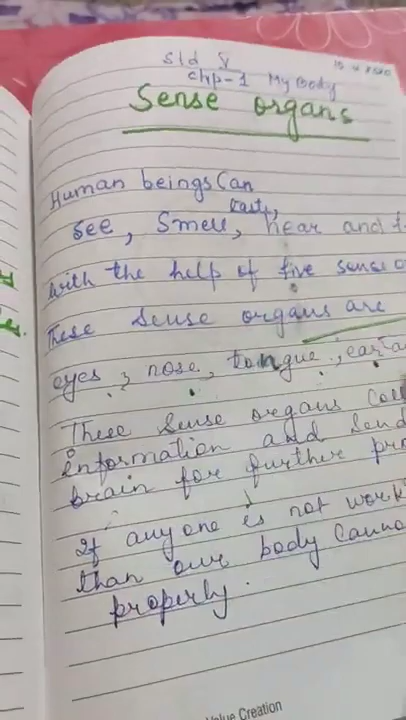 Std V
chp-1 My Body
Sense organs
Human beings Can
taste,
See, Smell, hear and
with the help of five sense
These sense organs are
eyes, nose, tongue, ear
These sense organs
information and send
brain for further
If anyone is not work
than our body Canno
properly.
Value Creation